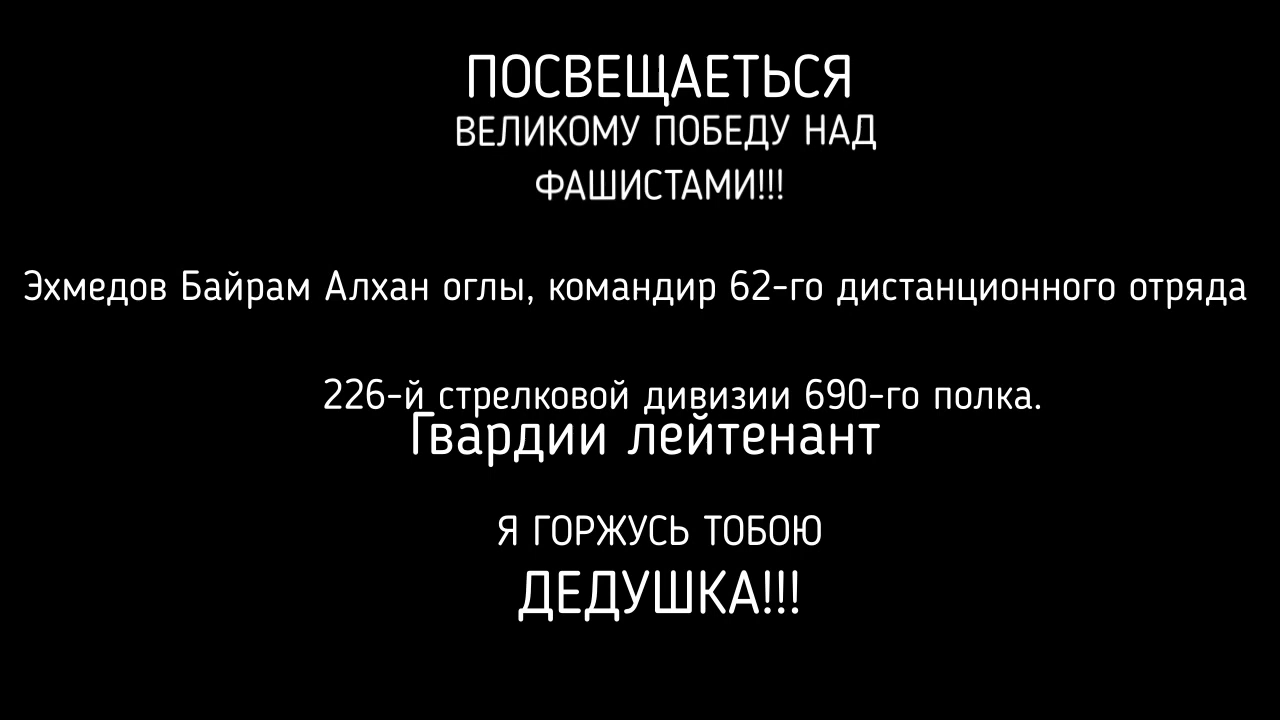 ПОСВЕЩАЕТЬСЯ
ВЕЛИКОМУ ПОБЕДУ НАД
ФАШИСТАМИ!!!
Эхмедов Байрам Алхан оглы, командир 62-го дистанционного отряда
226-й стрелковой дивизии 690-го полка.
Гвардии лейтенант
Я ГОРЖУСЬ ТОБОЮ
ДЕДУШКА!!!